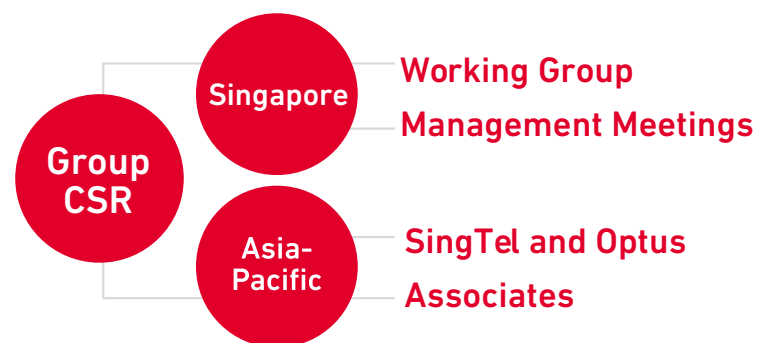 Group
CSR
Singapore
Working Group
Management Meetings
Asia-
Pacific
SingTel and Optus
Associates